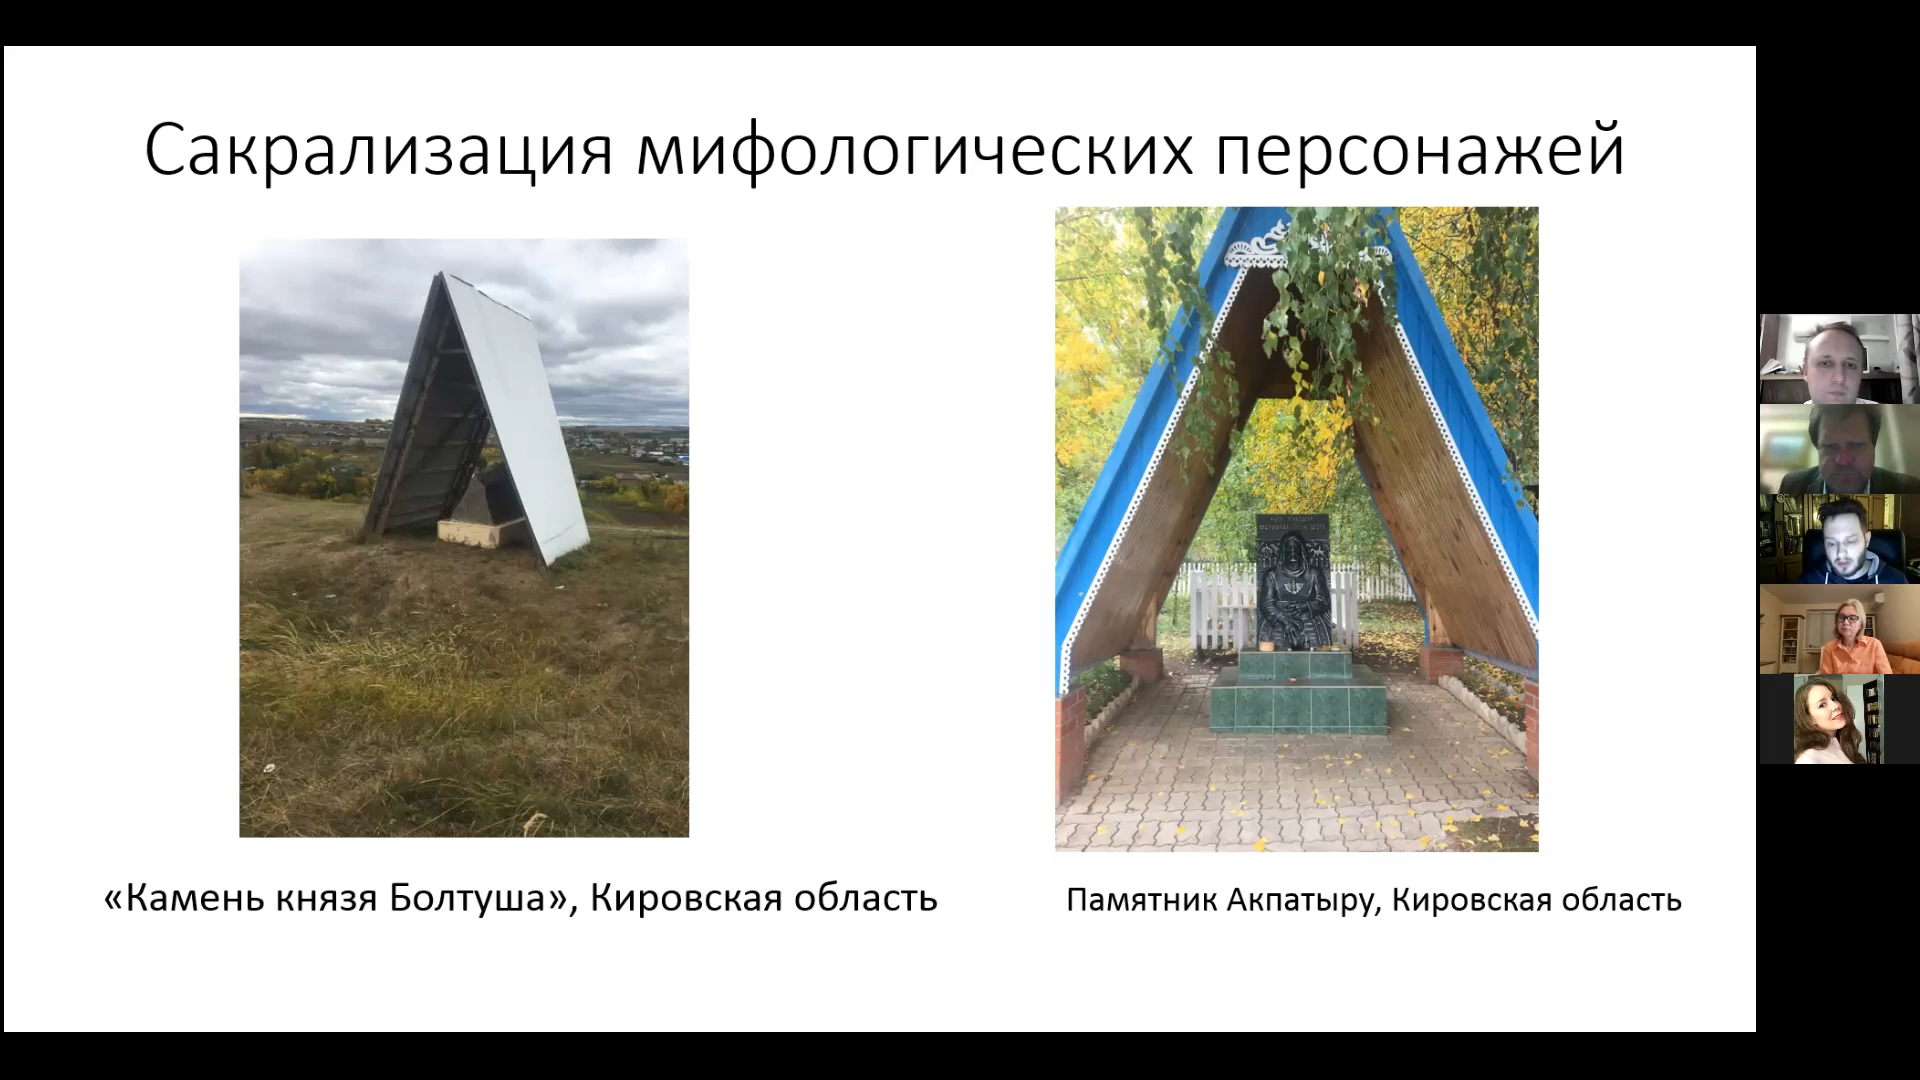 Сакрализация мифологических персонажей
«Камень князя Болтуша», Кировская область
Памятник Акпатыру, Кировская область